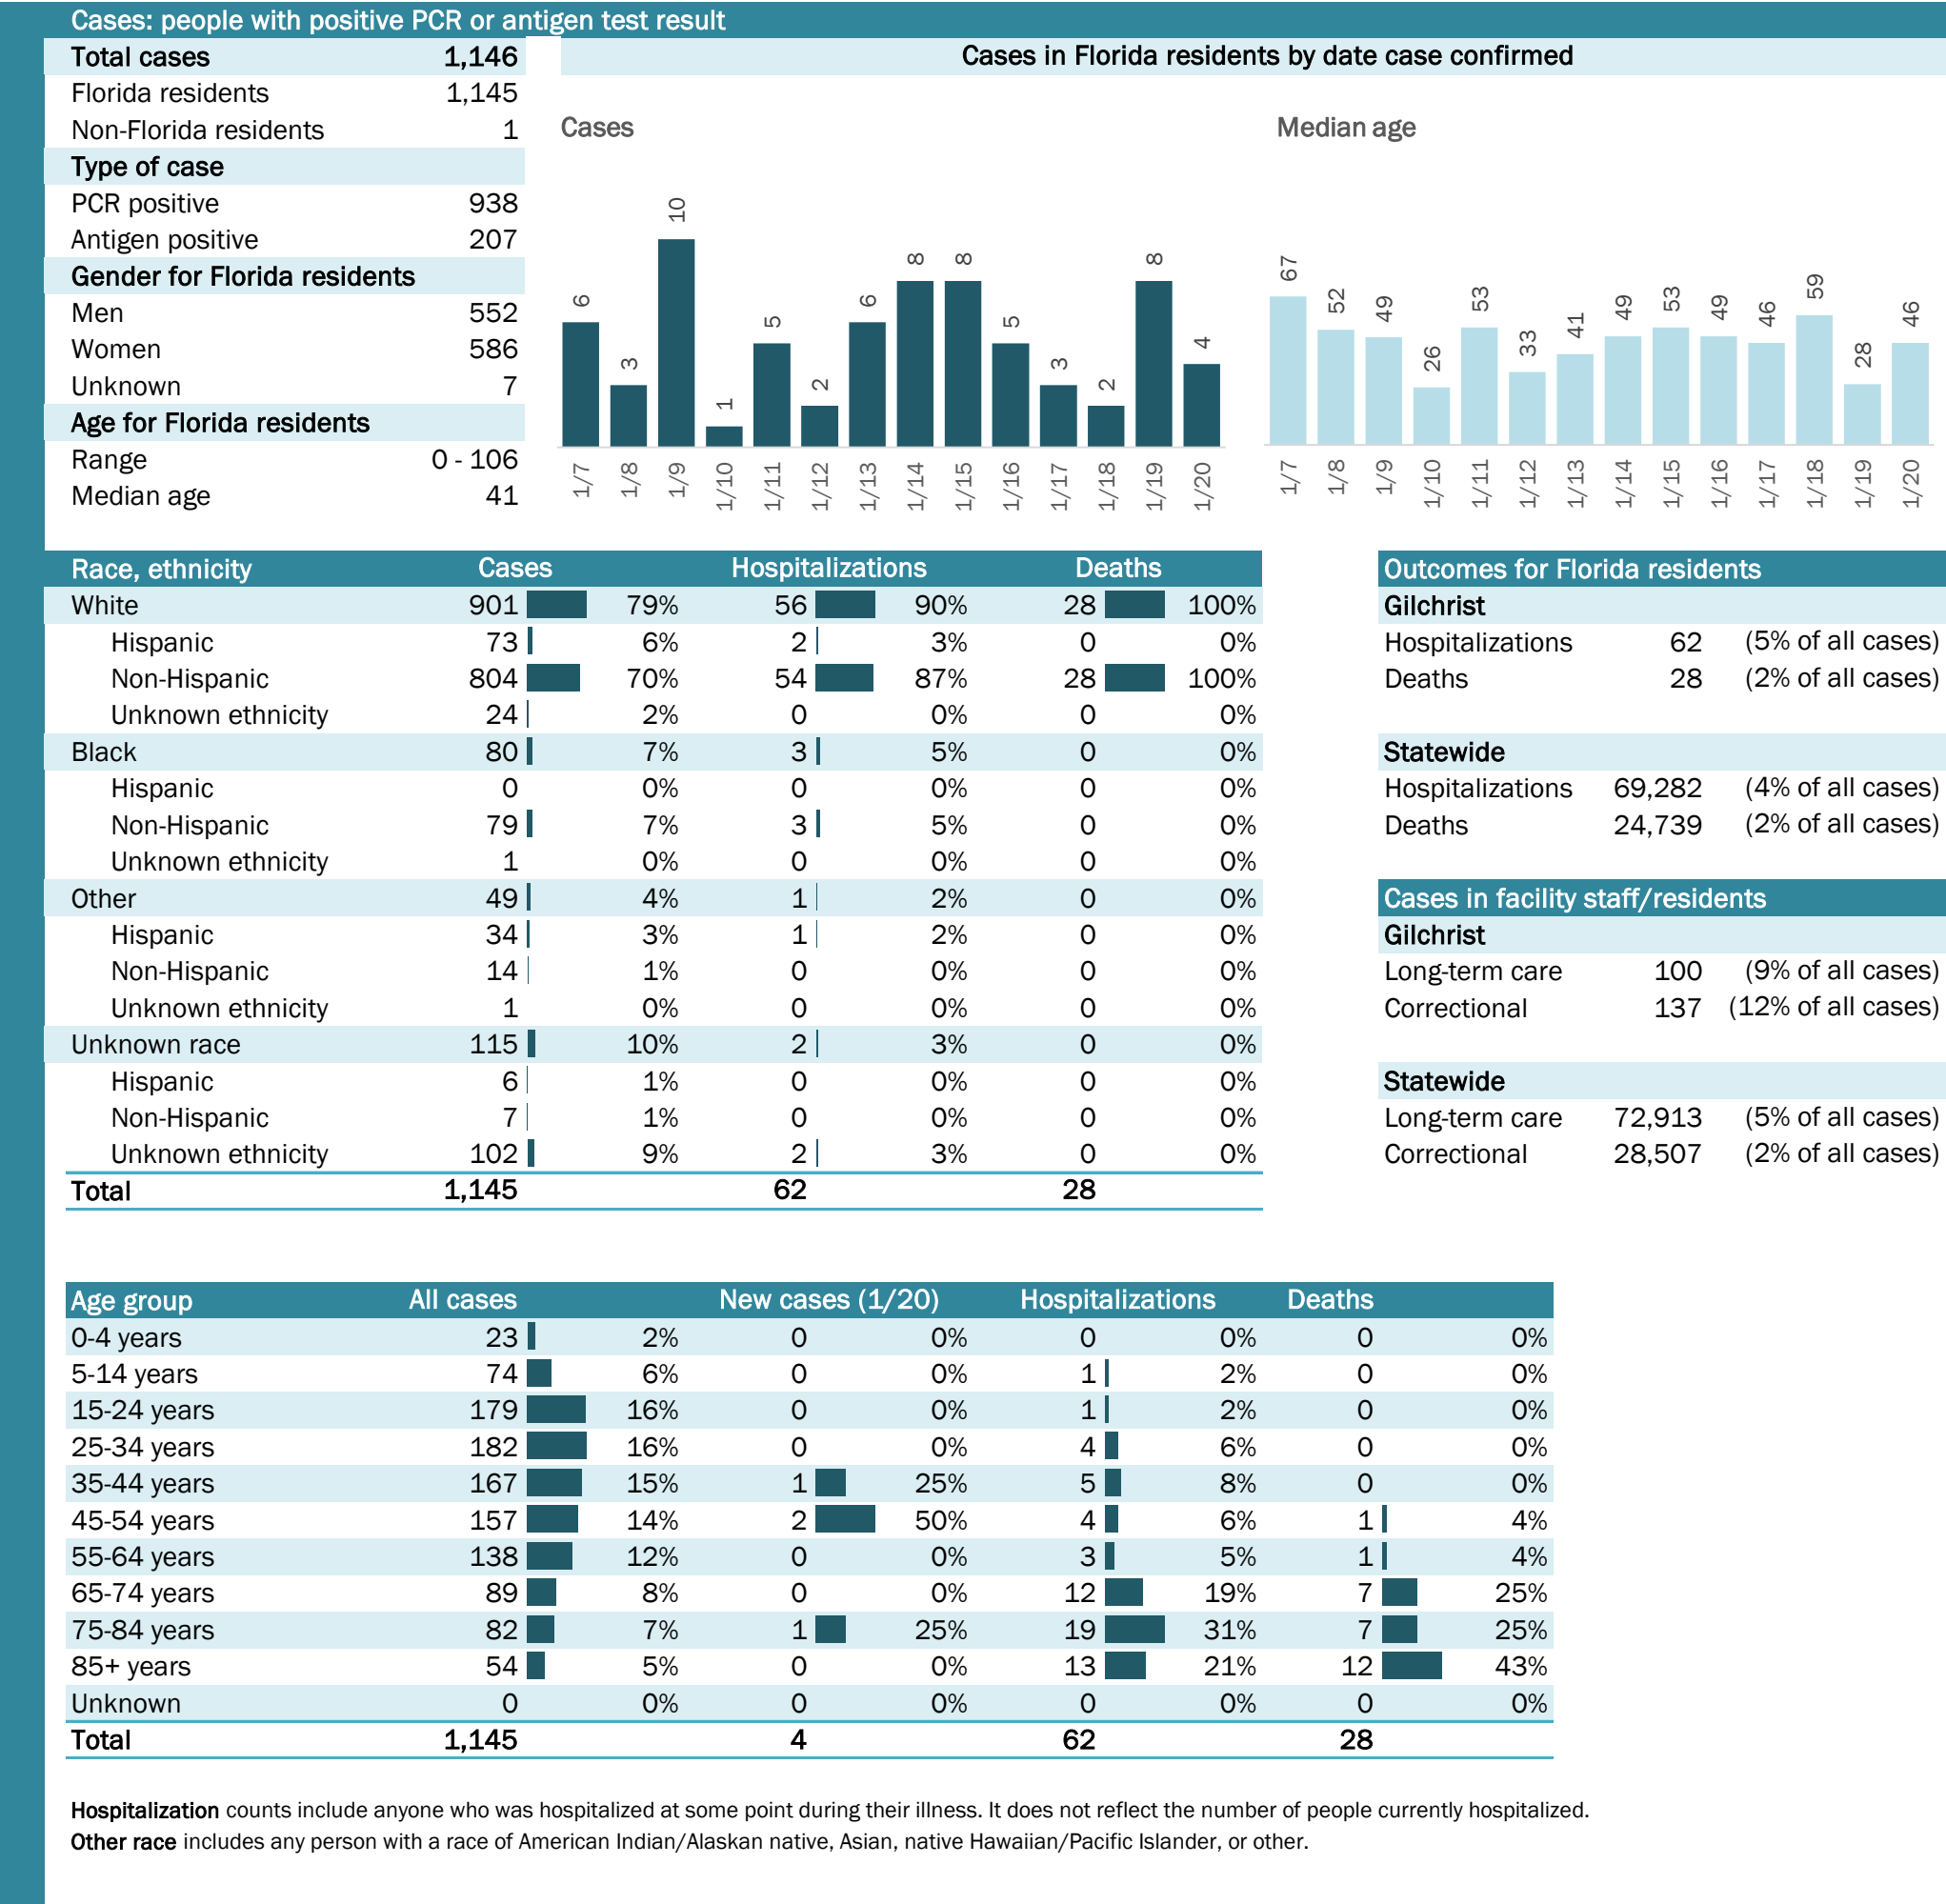 Cases: people with positive PCR or antigen test result
Total cases 1,146
Florida residents 1,145
Non-Florida residents 1
Type of case
PCR positive 938
Antigen positive 207
Gender for Florida residents
Men 552
Women 586
Unknown 7
Age for Florida residents
Range 0 - 106
Median age 41
Cases in Florida residents by date case confirmed
Cases
6 3 10 1 5 2 6 8 8 5 3 2 8 4
1/7 1/8 1/9 1/10 1/11 1/12 1/13 1/14 1/15 1/16 1/17 1/18 1/19 1/20
Median age
67 52 49 26 53 33 41 49 53 49 46 59 28 46
1/7 1/8 1/9 1/10 1/11 1/12 1/13 1/14 1/15 1/16 1/17 1/18 1/19 1/20
Race, ethnicity Cases Hospitalizations Deaths
White 901 79% 56 90% 28 100%
Hispanic 73 6% 2 3% 0 0%
Non-Hispanic 804 70% 54 87% 28 100%
Unknown ethnicity 24 2% 0 0% 0 0%
Black 80 7% 3 5% 0 0%
Hispanic 0 0% 0 0% 0 0%
Non-Hispanic 79 7% 3 5% 0 0%
Unknown ethnicity 1 0% 0 0% 0 0%
Other 49 4% 1 2% 0 0%
Hispanic 34 3% 1 2% 0 0%
Non-Hispanic 14 1% 0 0% 0 0%
Unknown ethnicity 1 0% 0 0% 0 0%
Unknown race 115 10% 2 3% 0 0%
Hispanic 6 1% 0 0% 0 0%
Non-Hispanic 7 1% 0 0% 0 0%
Unknown ethnicity 102 9% 2 3% 0 0%
Total 1,145 62 28
Outcomes for Florida residents
Gilchrist
Hospitalizations 62 (5% of all cases)
Deaths 28 (2% of all cases)
Statewide
Hospitalizations 69,282 (4% of all cases)
Deaths 24,739 (2% of all cases)
Cases in facility staff/residents
Gilchrist
Long-term care 100 (9% of all cases)
Correctional 137 (12% of all cases)
Statewide
Long-term care 72,913 (5% of all cases)
Correctional 28,507 (2% of all cases)
Age group All cases New cases (1/20) Hospitalizations Deaths
0-4 years 23 2% 0 0% 0 0% 0 0%
5-14 years 74 6% 0 0% 1 2% 0 0%
15-24 years 179 16% 0 0% 1 2% 0 0%
25-34 years 182 16% 0 0% 4 6% 0 0%
35-44 years 167 15% 1 25% 5 8% 0 0%
45-54 years 157 14% 2 50% 4 6% 1 4%
55-64 years 138 12% 0 0% 3 5% 1 4%
65-74 years 89 8% 0 0% 12 19% 7 25%
75-84 years 82 7% 1 25% 19 31% 7 25%
85+ years 54 5% 0 0% 13 21% 12 43%
Unknown 0 0% 0 0% 0 0% 0 0%
Total 1,145 4 62 28
Hospitalization counts include anyone who was hospitalized at some point during their illness. It does not reflect the number of people currently hospitalized.
Other race includes any person with a race of American Indian/Alaskan native, Asian, native Hawaiian/Pacific Islander, or other.